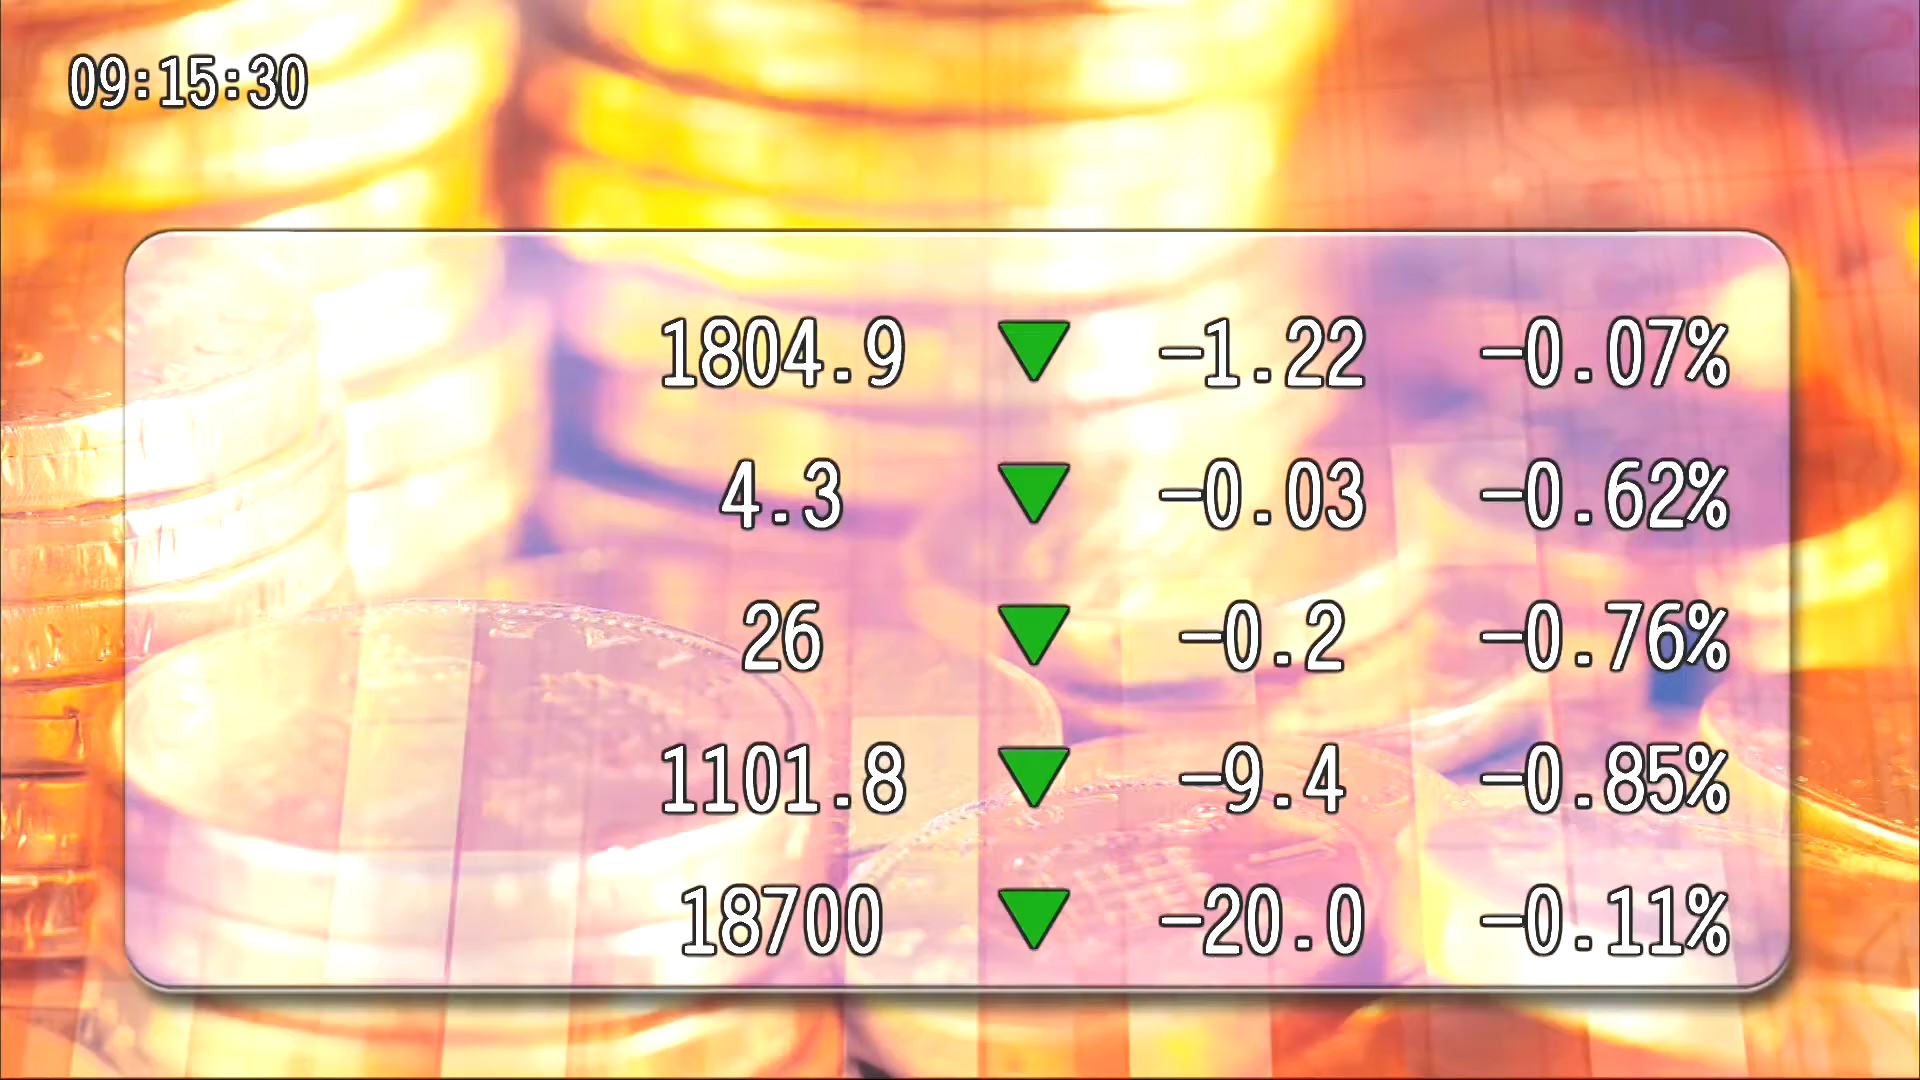 09:15:30
1804.9 ▼ -1.22 -0.07%
4.3 ▼ -0.03 -0.62%
26 ▼ -0.2 -0.76%
1101.8 ▼ -9.4 -0.85%
18700 ▼ -20.0 -0.11%